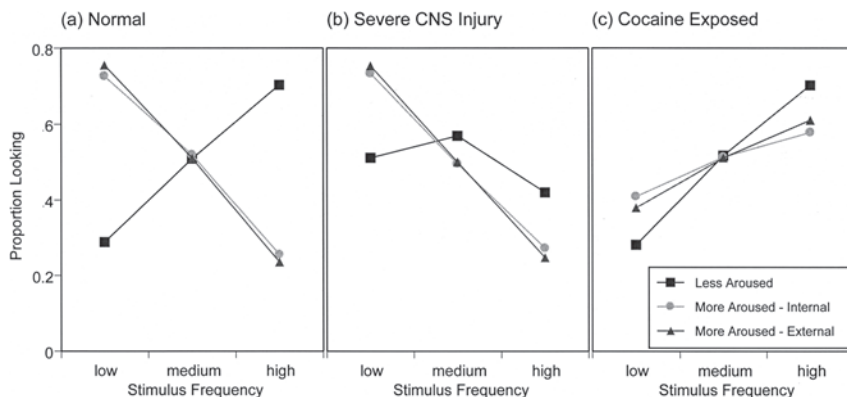 (a) Normal
(b) Severe CNS Injury
(c) Cocaine Exposed
Proportion Looking
0.8
.6
.4
0.2
0
low medium high
Stimulus Frequency
low medium high
Stimulus Frequency
low medium high
Stimulus Frequency
Less Aroused
More Aroused - Internal
More Aroused - External